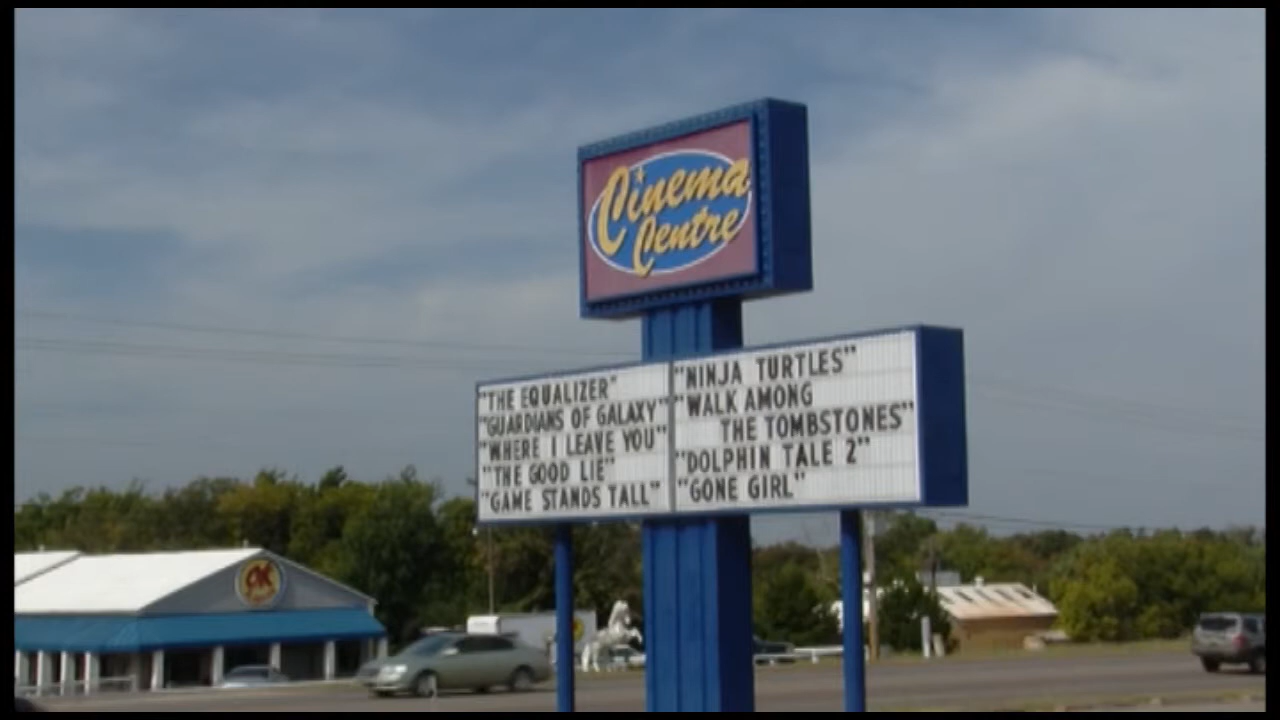 Cinema
Centre
"THE EQUALIZER"
"GUARDIANS OF GALAXY"
"WHERE I LEAVE YOU"
"THE GOOD LIE"
"GAME STANDS TALL"
"NINJA TURTLES"
"WALK AMONG
THE TOMBSTONES"
"DOLPHIN TALE 2"
"GONE GIRL"
OK